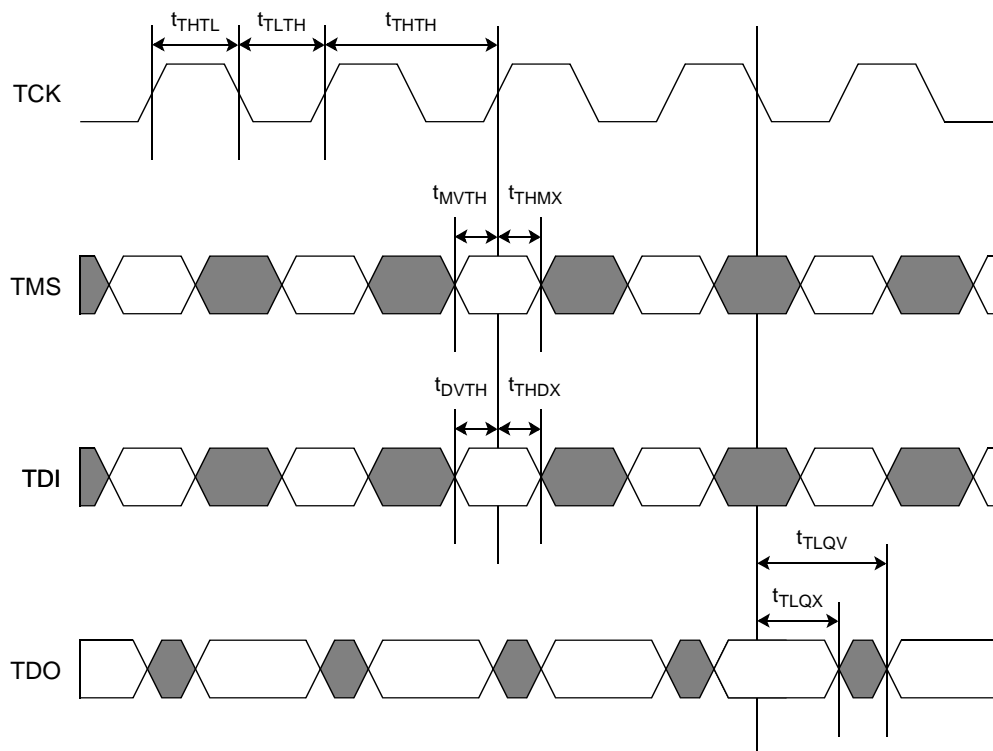 tTHTL tTLTH tTHTH
TCK
tMVTH tTHMX
TMS
tDVTH tTHDX
TDI
tTLQV
tTLQX
TDO